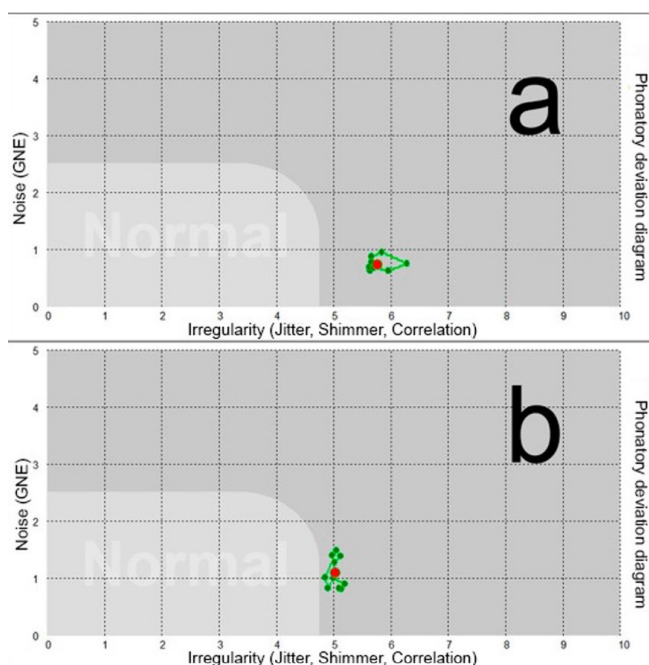 5
4
3
2
1
0
Noise (GNE)
Normal
a
Phonatory deviation diagram
0 1 2 3 4 5 6 7 8 9 10
Irregularity (Jitter, Shimmer, Correlation)
5
4
3
2
1
0
Noise (GNE)
Normal
b
Phonatory deviation diagram
0 1 2 3 4 5 6 7 8 9 10
Irregularity (Jitter, Shimmer, Correlation)